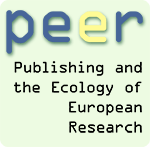 peer
Publishing and
the Ecology of
European
Research